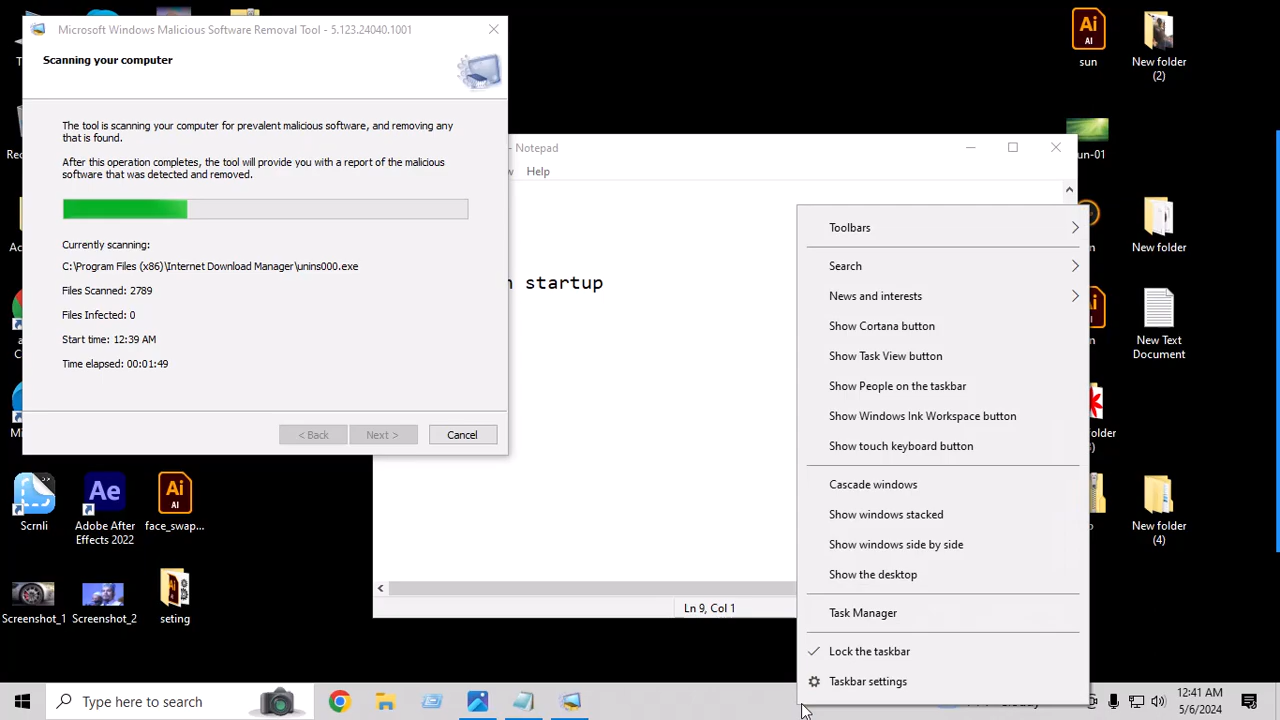 Microsoft Windows Malicious Software Removal Tool - 5.123.24040.1001
Scanning your computer
The tool is scanning your computer for prevalent malicious software, and removing any
that is found.
After this operation completes, the tool will provide you with a report of the malicious
software that was detected and removed.
Currently scanning:
C:\Program Files (x86)\Internet Download Manager\unins000.exe
Files Scanned: 2789
Files Infected: 0
Start time: 12:39 AM
Time elapsed: 00:01:49
< Back
Next >
Cancel
- Notepad
Help
startup
Ln 9, Col 1
Toolbars
Search
News and interests
Show Cortana button
Show Task View button
Show People on the taskbar
Show Windows Ink Workspace button
Show touch keyboard button
Cascade windows
Show windows stacked
Show windows side by side
Show the desktop
Task Manager
Lock the taskbar
Taskbar settings
Ai
AI
sun
New folder
(2)
un-01
New folder
New Text
Document
New folder
(4)
Scrnli
Ae
Adobe After
Effects 2022
Ai
AI
face_swap...
Screenshot_1
Screenshot_2
seting
Type here to search
12:41 AM
5/6/2024